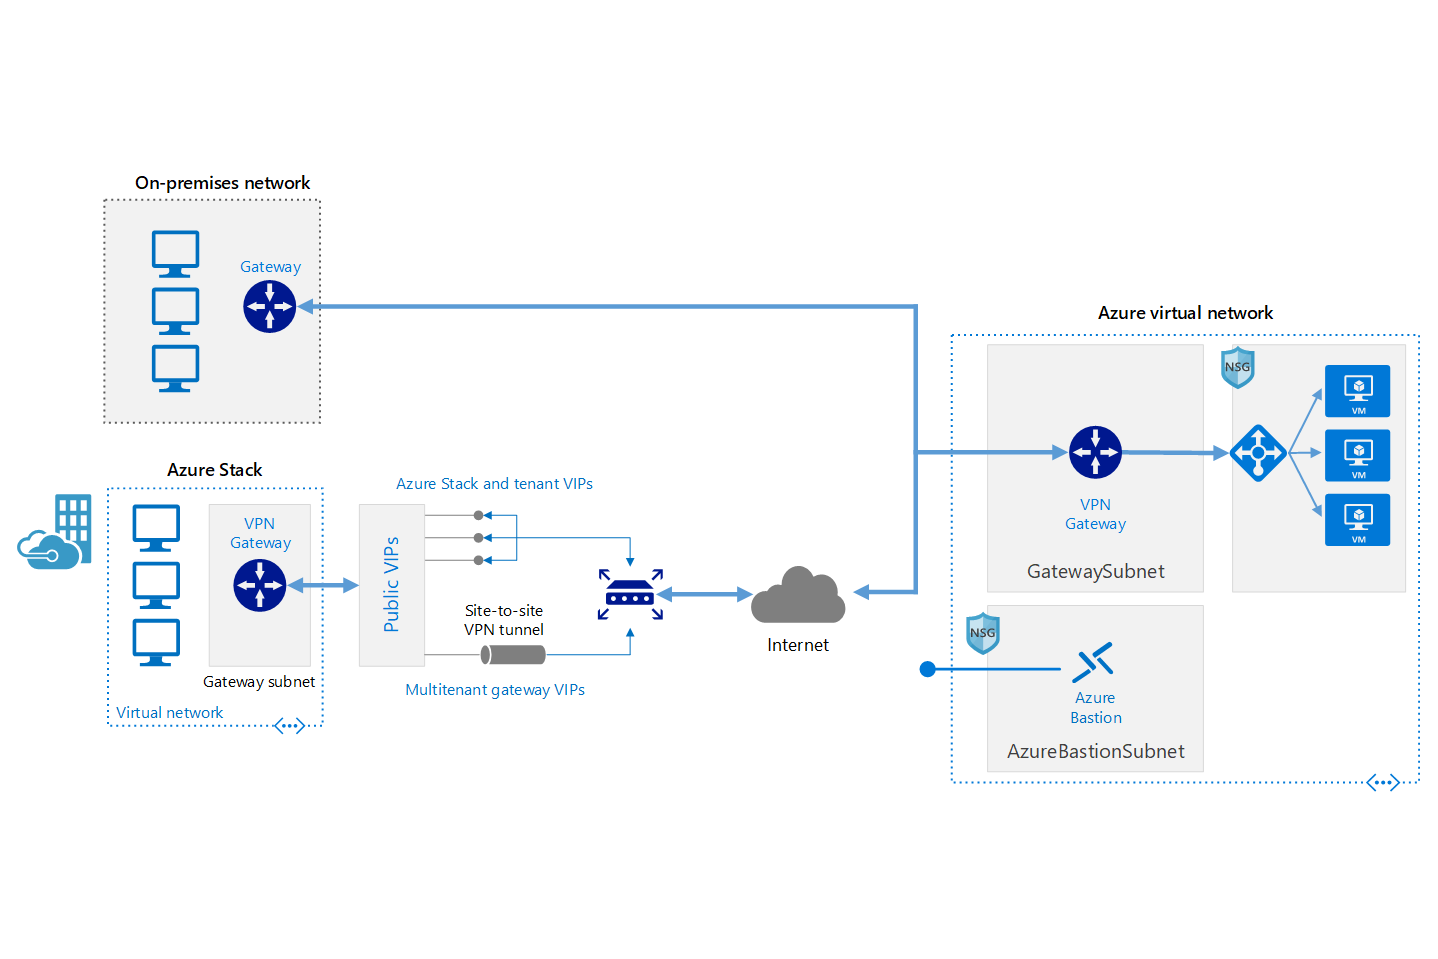 On-premises network
Gateway
Azure Stack
VPN
Gateway
Gateway subnet
Virtual network
Azure Stack and tenant VIPs
Public VIPs
Site-to-site
VPN tunnel
Multitenant gateway VIPs
Internet
Azure virtual network
NSG
VM
VM
VM
VPN
Gateway
GatewaySubnet
NSG
Azure
Bastion
AzureBastionSubnet